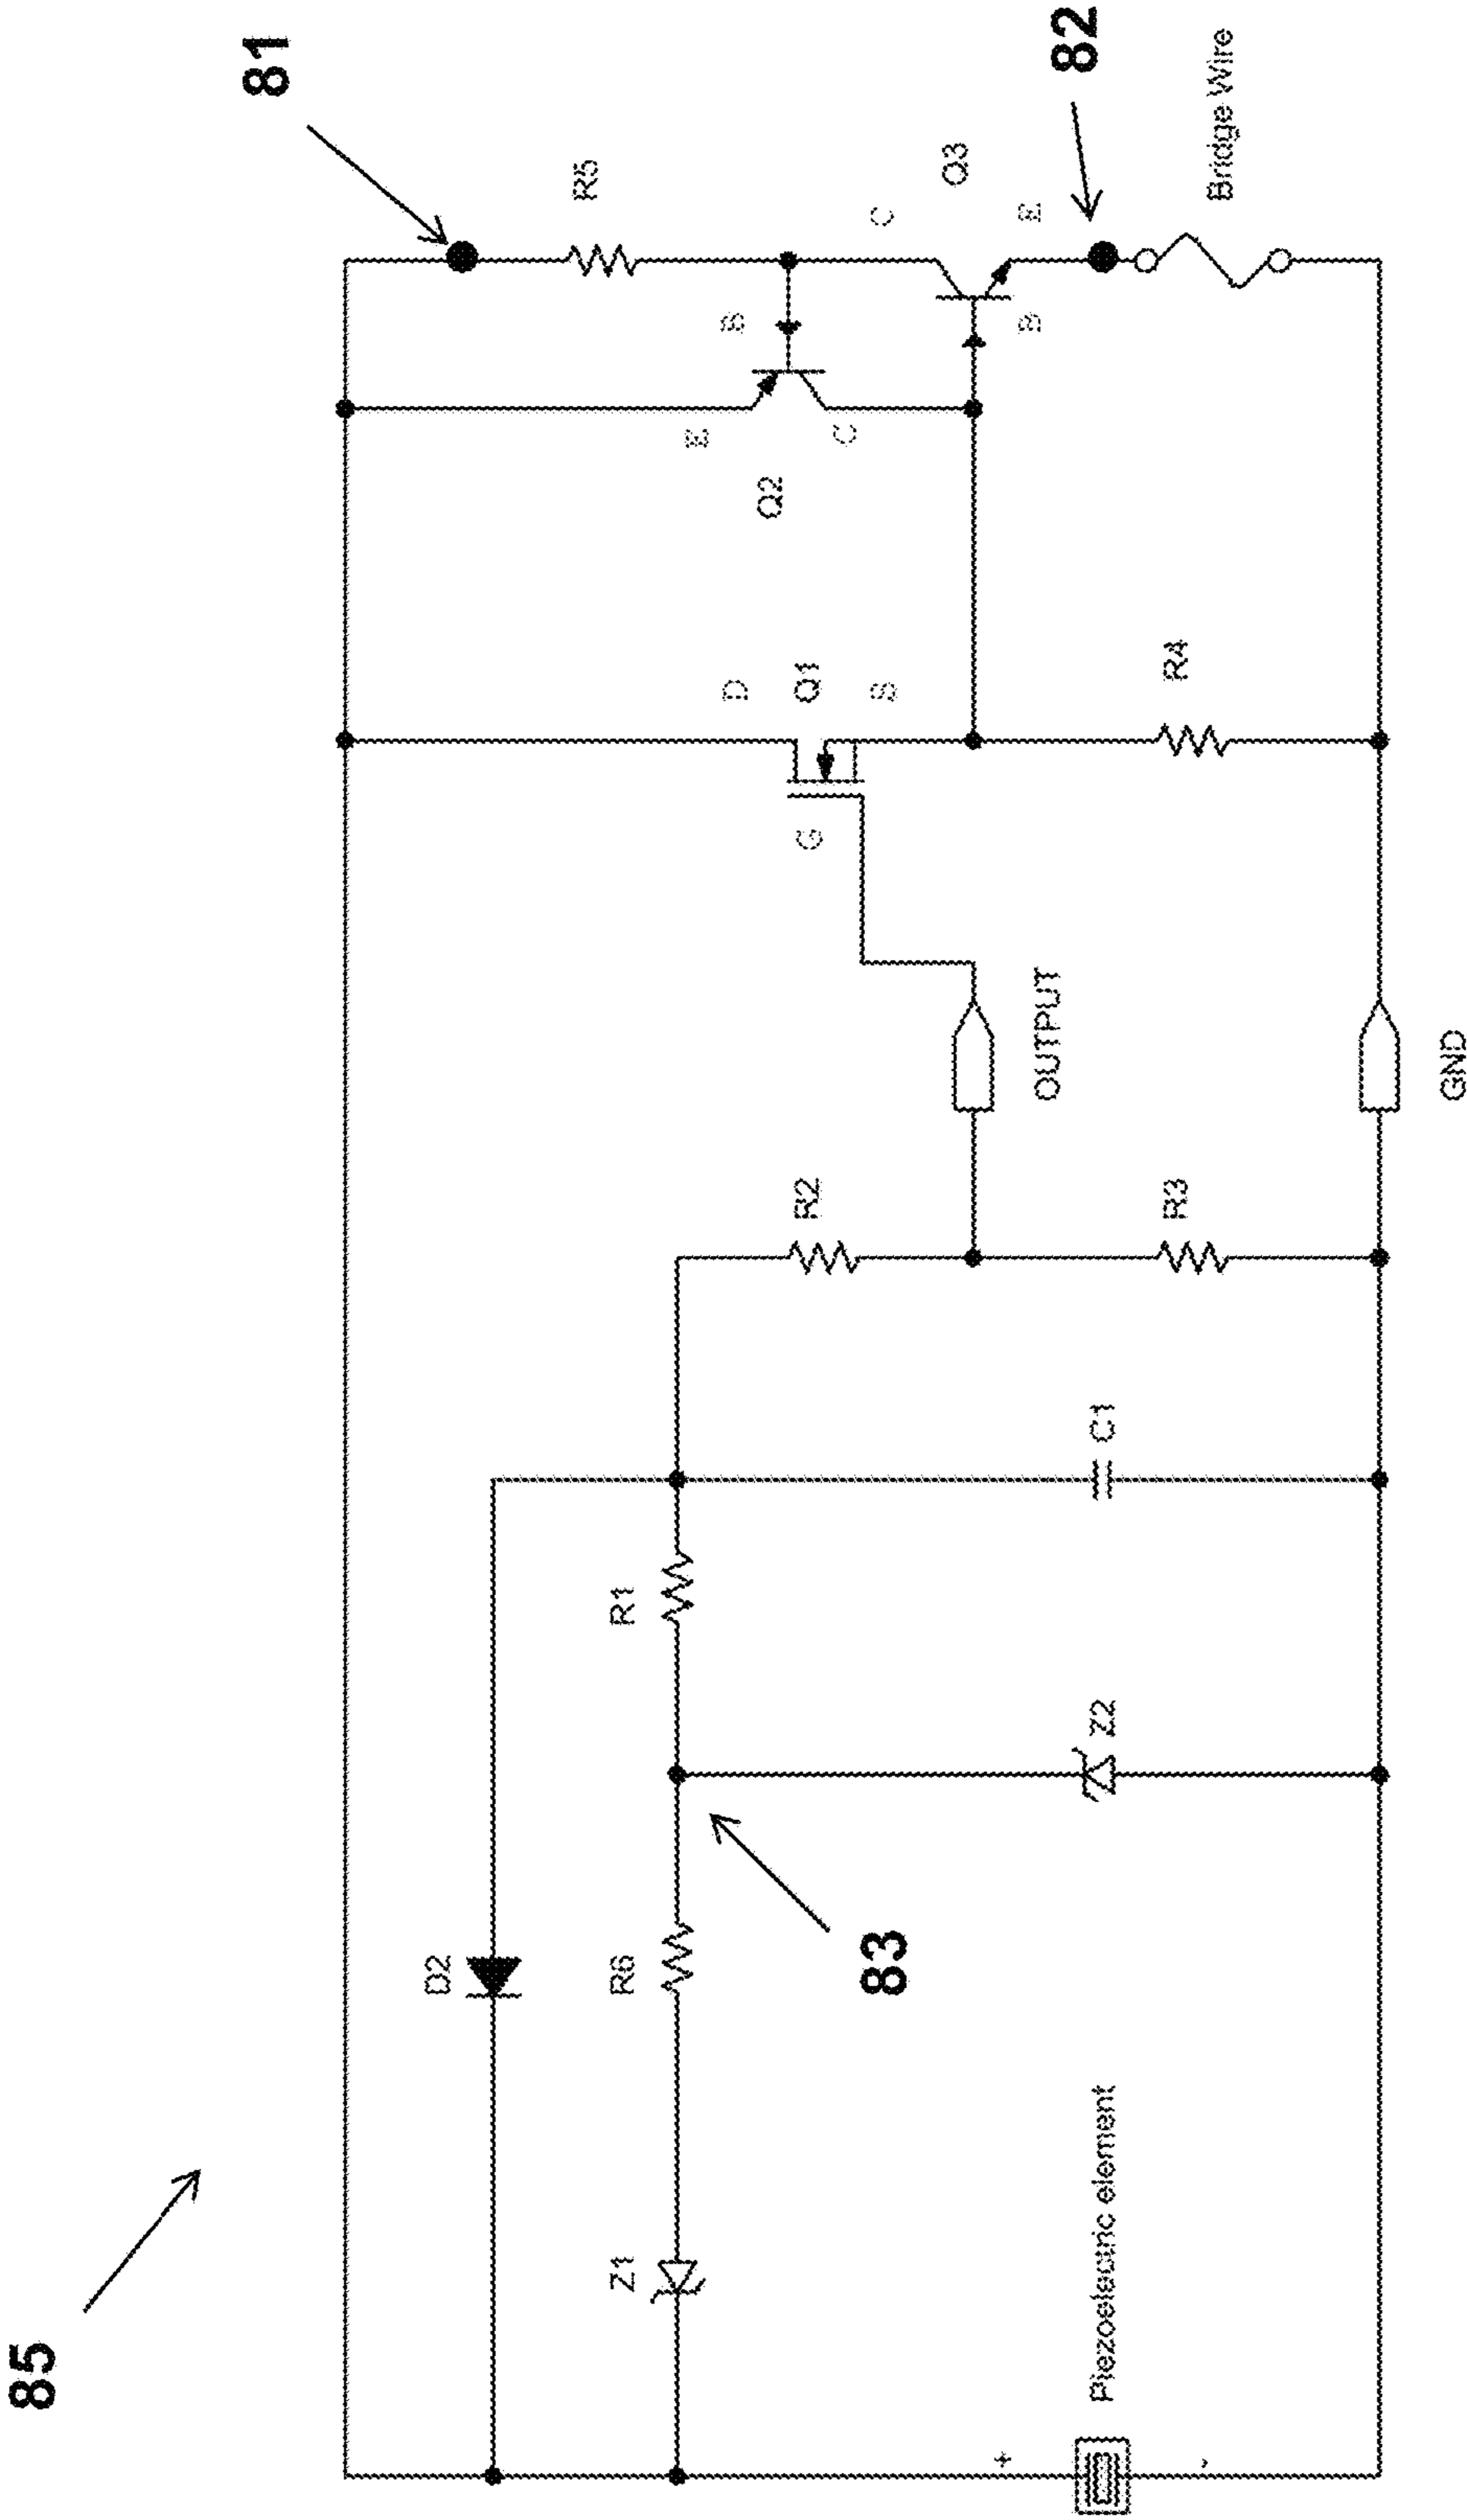 85
81
82
83
D2
Z1
R6
R1
Z2
C1
R2
R3
OUTPUT
GND
D
Q1
S
G
R4
E
Q2
C
B
R5
C
Q3
E
B
Bridge Wire
Piezoelectric element
+
-